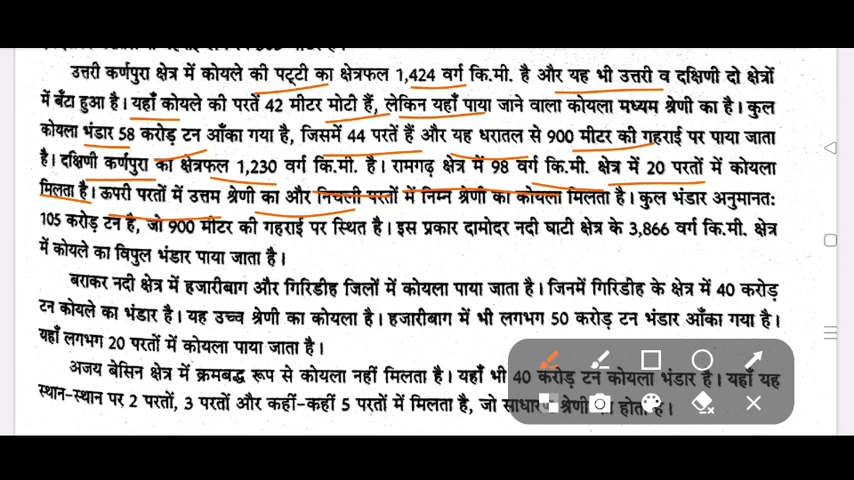 उत्तरी कर्णपुरा क्षेत्र में कोयले की पट्टी का क्षेत्रफल 1,424 वर्ग कि.मी. है और यह भी उत्तरी व दक्षिणी दो क्षेत्रों
में बँटा हुआ है। यहाँ कोयले की परतें 42 मीटर मोटी हैं, लेकिन यहाँ पाया जाने वाला कोयला मध्यम श्रेणी का है। कुल
कोयला भंडार 58 करोड़ टन आँका गया है, जिसमें 44 परतें हैं और यह धरातल से 900 मीटर की गहराई पर पाया जाता
है। दक्षिणी कर्णपुरा का क्षेत्रफल 1,230 वर्ग कि.मी. है। रामगढ़ क्षेत्र में 98 वर्ग कि.मी. क्षेत्र में 20 परतों में कोयला
मिलता है। ऊपरी परतों में उत्तम श्रेणी का और निचली परतों में निम्न श्रेणी का कोयला मिलता है। कुल भंडार अनुमानतः
105 करोड़ टन है, जो 900 मीटर की गहराई पर स्थित है। इस प्रकार दामोदर नदी घाटी क्षेत्र के 3,866 वर्ग कि.मी. क्षेत्र
में कोयले का विपुल भंडार पाया जाता है।
बराकर नदी क्षेत्र में हजारीबाग और गिरिडीह जिलों में कोयला पाया जाता है। जिनमें गिरिडीह के क्षेत्र में 40 करोड़
टन कोयले का भंडार है। यह उच्च श्रेणी का कोयला है। हजारीबाग में भी लगभग 50 करोड़ टन भंडार आँका गया है।
यहाँ लगभग 20 परतों में कोयला पाया जाता है।
अजय बेसिन क्षेत्र में क्रमबद्ध रूप से कोयला नहीं मिलता है। यहाँ भी 40 करोड़ टन कोयला भंडार है। यहाँ यह
स्थान-स्थान पर 2 परतों, 3 परतों और कहीं-कहीं 5 परतों में मिलता है, जो साधारण श्रेणी होता है।